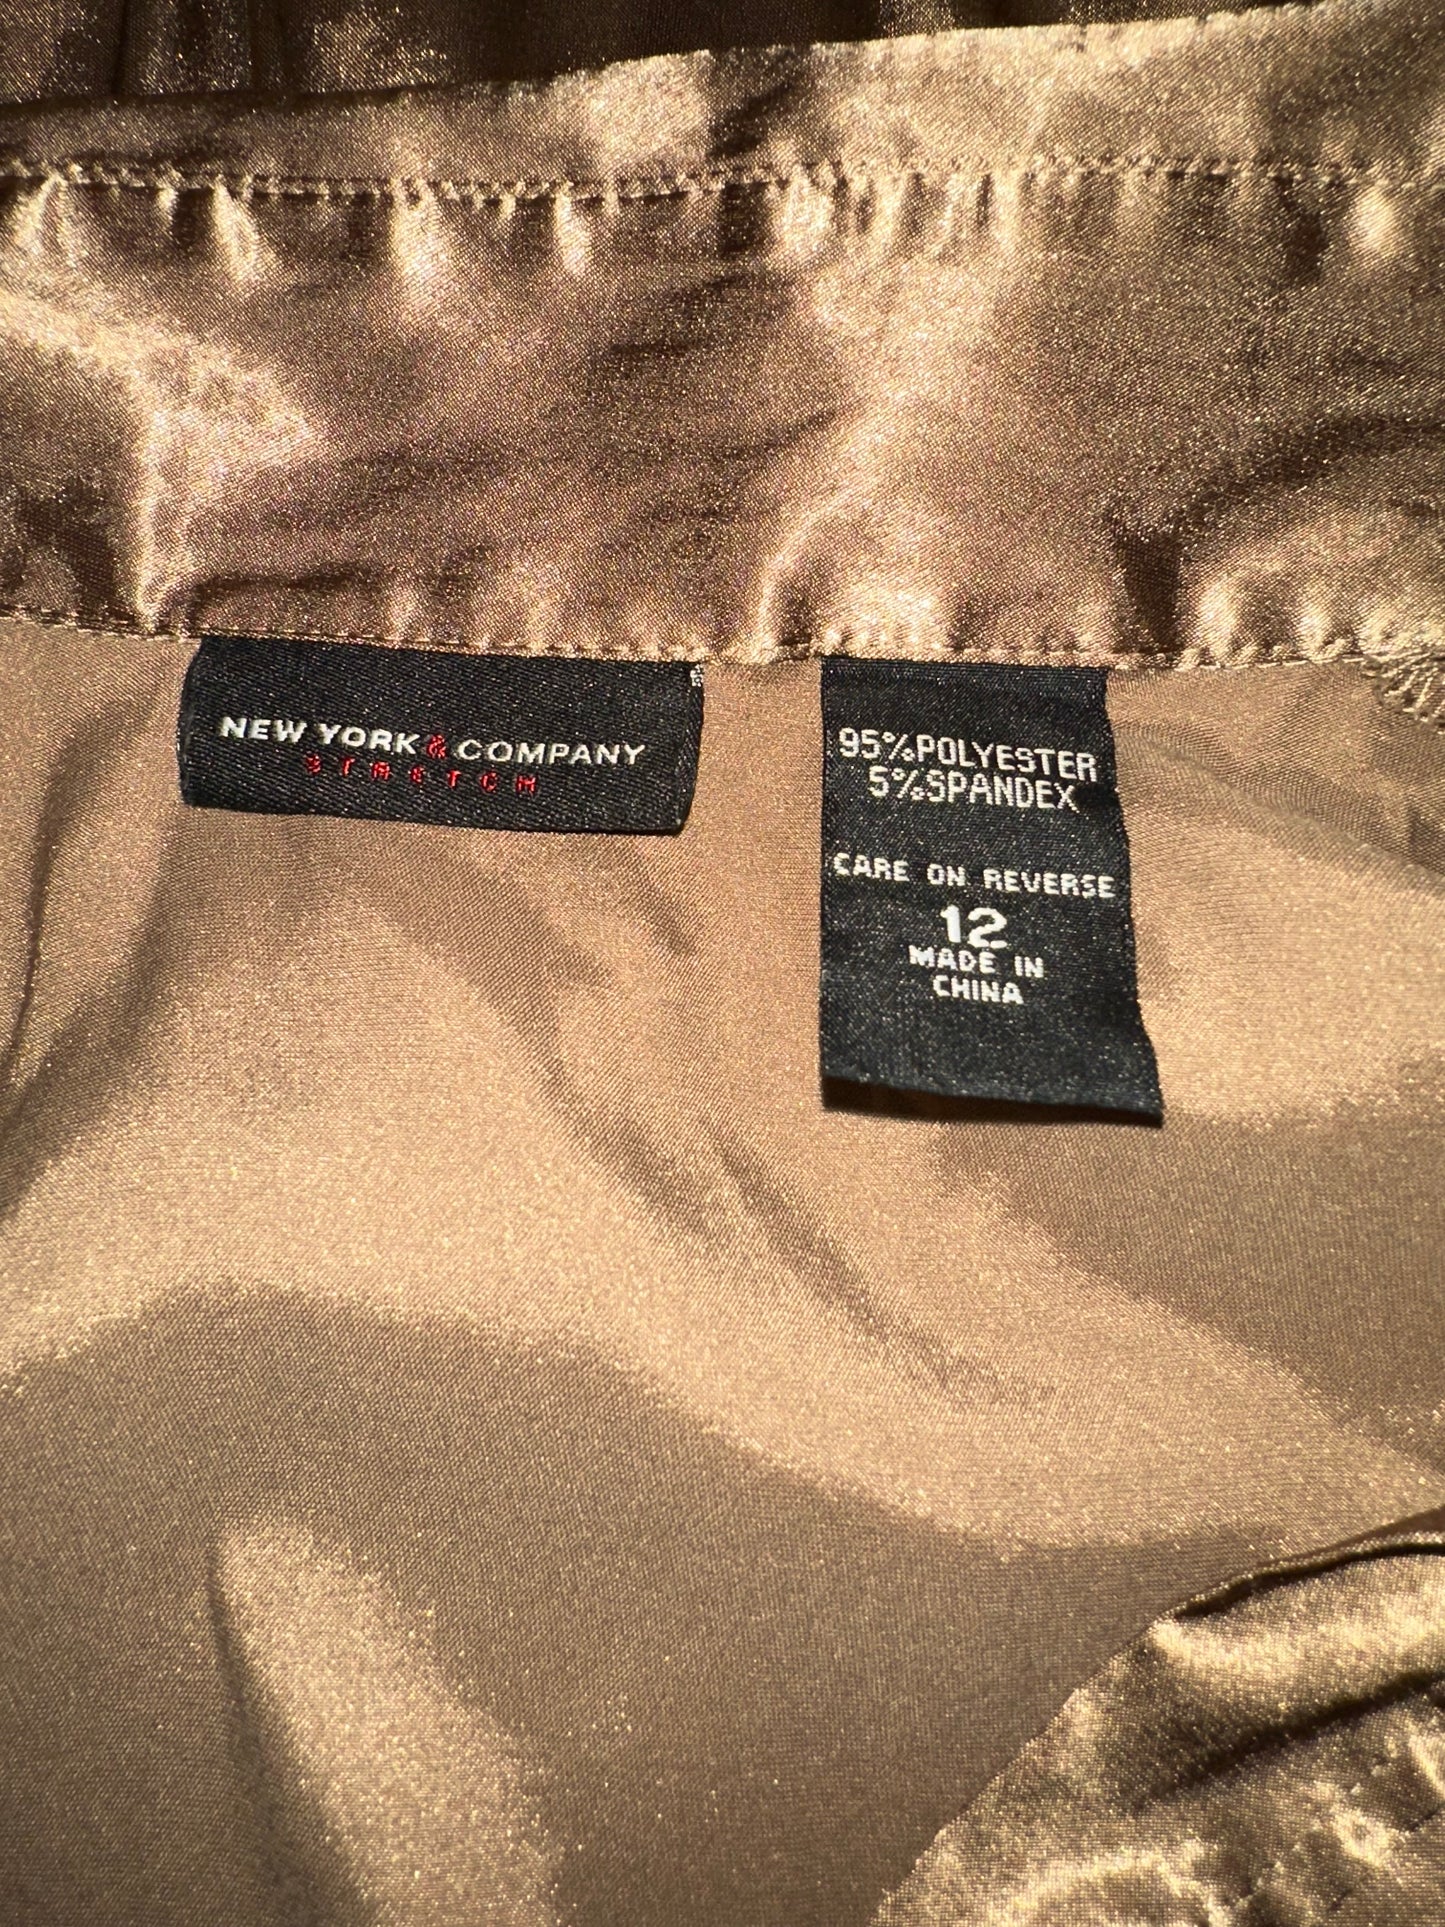 NEW YORK & COMPANY
STRETCH
95%POLYESTER
5%SPANDEX
CARE ON REVERSE
12
MADE IN
CHINA